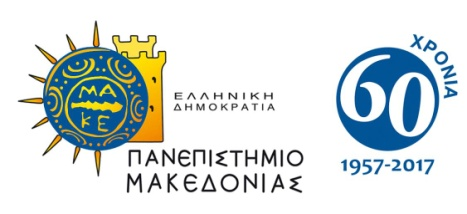 ΜΑ
ΚΕ
ΕΛΛΗΝΙΚΗ
ΔΗΜΟΚΡΑΤΙΑ
ΠΑΝΕΠΙΣΤΗΜΙΟ
ΜΑΚΕΔΟΝΙΑΣ
60
ΧΡΟΝΙΑ
1957-2017